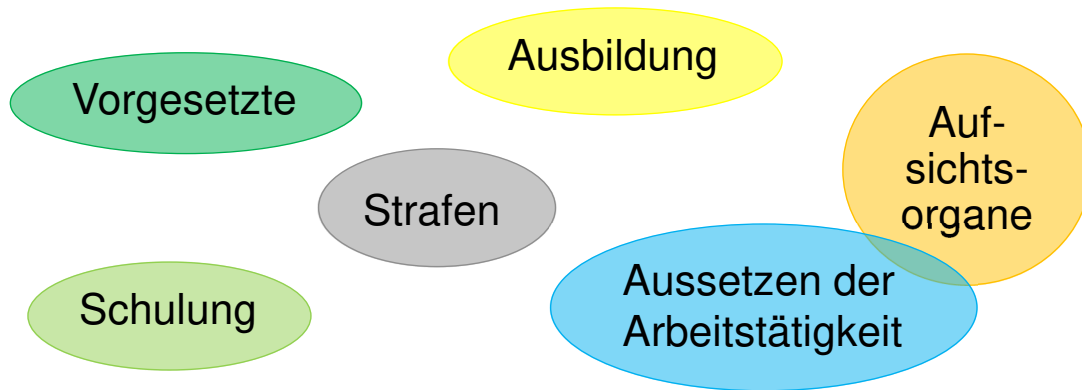 Ausbildung
Vorgesetzte
Auf-
sichts-
organe
Strafen
Aussetzen der
Arbeitstätigkeit
Schulung